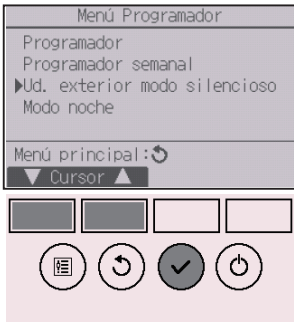 Menú Programador
Programador
Programador semanal
▶Ud. exterior modo silencioso
Modo noche
Menú principal:↺
▼ Cursor ▲